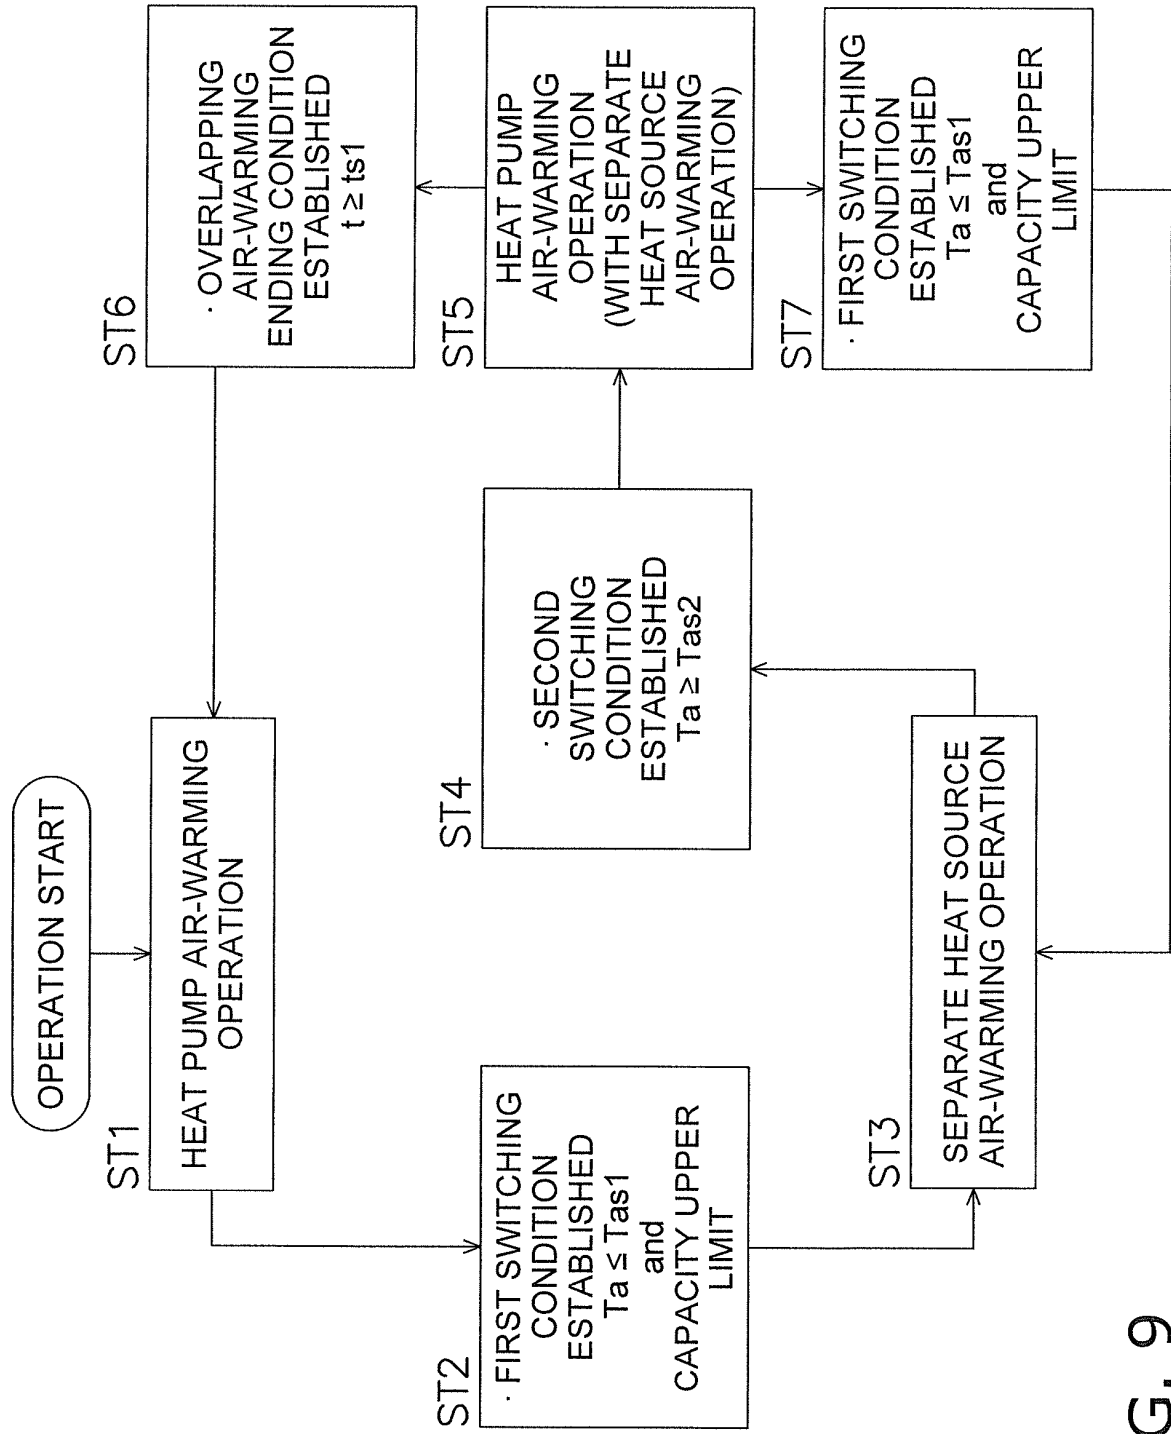 OPERATION START
ST1
HEAT PUMP AIR-WARMING
OPERATION
ST2
· FIRST SWITCHING
CONDITION
ESTABLISHED
Ta ≤ Tas1
and
CAPACITY UPPER
LIMIT
ST3
SEPARATE HEAT SOURCE
AIR-WARMING OPERATION
ST4
· SECOND
SWITCHING
CONDITION
ESTABLISHED
Ta ≥ Tas2
ST5
HEAT PUMP
AIR-WARMING
OPERATION
(WITH SEPARATE
HEAT SOURCE
AIR-WARMING
OPERATION)
ST6
· OVERLAPPING
AIR-WARMING
ENDING CONDITION
ESTABLISHED
t ≥ ts1
ST7
· FIRST SWITCHING
CONDITION
ESTABLISHED
Ta ≤ Tas1
and
CAPACITY UPPER
LIMIT
G. 9